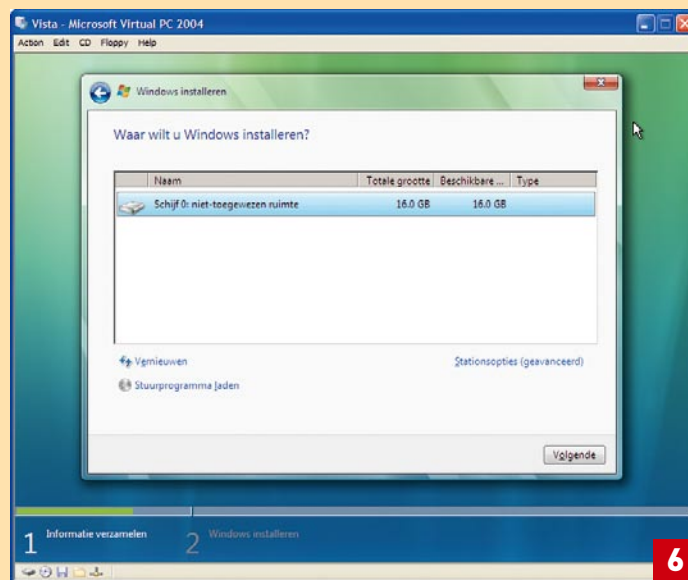 Vista - Microsoft Virtual PC 2004
Action Edit CD Floppy Help
Windows installeren
Waar wilt u Windows installeren?
Naam Totale grootte Beschikbare ... Type
Schijf 0: niet-toegewezen ruimte 16.0 GB 16.0 GB
Vernieuwen Stationsopties (geavanceerd)
Stuurprogramma laden
Volgende
1 Informatie verzamelen 2 Windows installeren
6